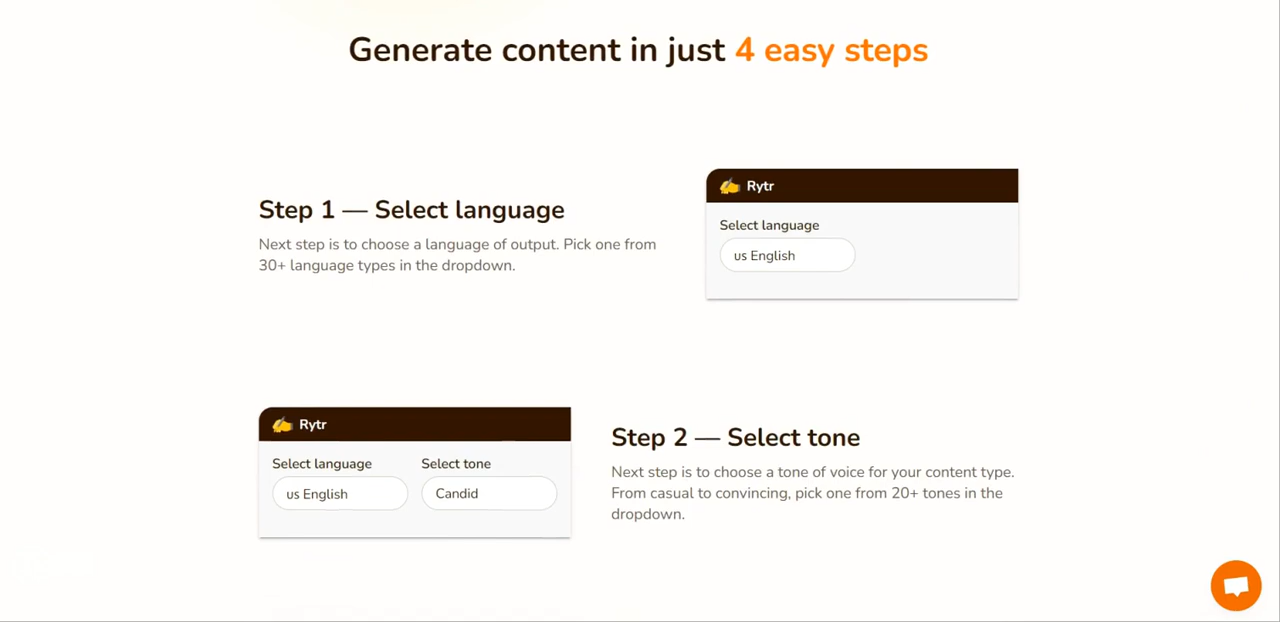 Generate content in just 4 easy steps
Step 1 — Select language
Next step is to choose a language of output. Pick one from
30+ language types in the dropdown.
Rytr
Select language
us English
Rytr
Select language
Select tone
us English
Candid
Step 2 — Select tone
Next step is to choose a tone of voice for your content type.
From casual to convincing, pick one from 20+ tones in the
dropdown.